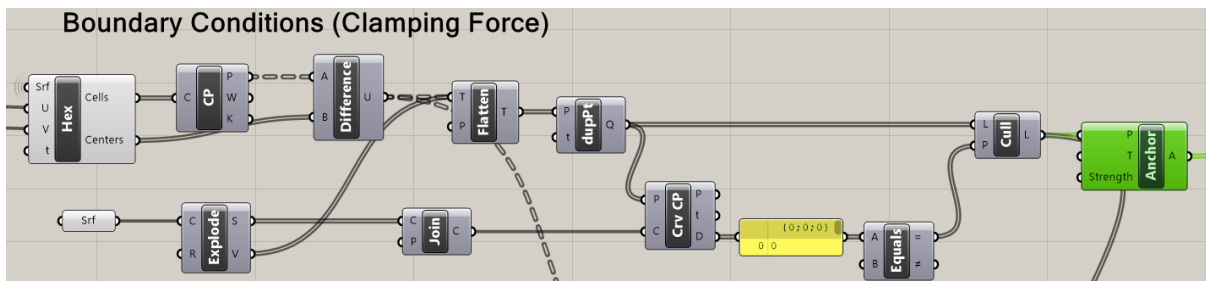 Boundary Conditions (Clamping Force)
Srf
U
V
t
Hex
Cells
Centers
C
CP
P
W
K
A
B
Difference
U
T
P
Flatten
T
P
t
dupPt
Q
L
P
Cull
L
P
T
Strength
Anchor
A
Srf
C
R
Explode
S
V
C
P
Join
C
P
C
Crv CP
P
t
D
{0;0;0}
0 0
A
B
Equals
=
≠